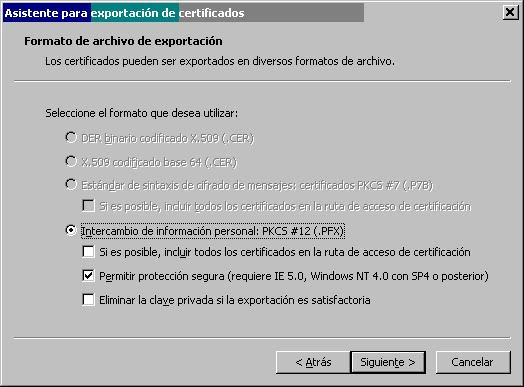 Asistente para exportación de certificados
Formato de archivo de exportación
Los certificados pueden ser exportados en diversos formatos de archivo.
Seleccione el formato que desea utilizar:
DER binario codificado X.509 (.CER)
X.509 codificado base 64 (.CER)
Estándar de sintaxis de cifrado de mensajes: certificados PKCS #7 (.P7B)
Si es posible, incluir todos los certificados en la ruta de acceso de certificación
Intercambio de información personal: PKCS #12 (.PFX)
Si es posible, incluir todos los certificados en la ruta de acceso de certificación
Permitir protección segura (requiere IE 5.0, Windows NT 4.0 con SP4 o posterior)
Eliminar la clave privada si la exportación es satisfactoria
< Atrás Siguiente > Cancelar